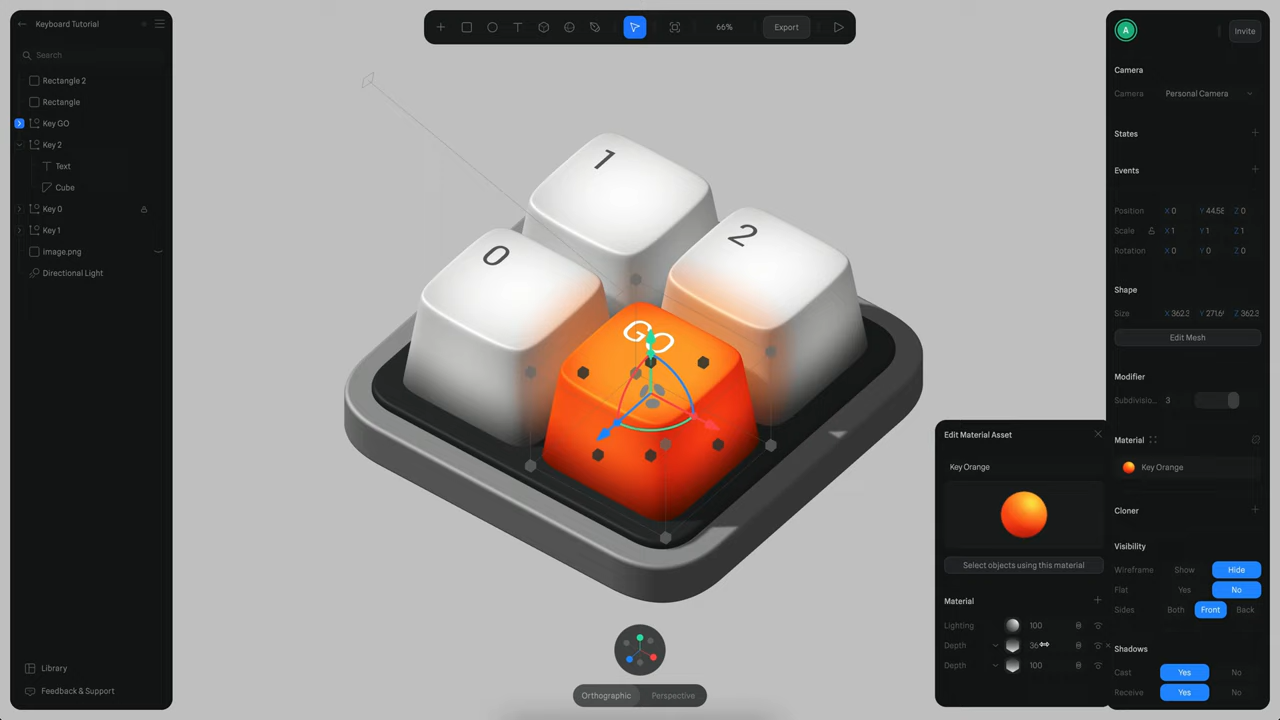 Keyboard Tutorial
66%
Export
A
Invite
Search
Rectangle 2
Rectangle
Key GO
Key 2
Text
Cube
Key 0
Key 1
image.png
Directional Light
Library
Feedback & Support
1
2
0
GO
Orthographic
Perspective
Edit Material Asset
Key Orange
Select objects using this material
Material
Lighting 100
Depth 36
Depth 100
Camera
Camera Personal Camera
States
Events
Position X 0 Y 44.58 Z 0
Scale X 1 Y 1 Z 1
Rotation X 0 Y 0 Z 0
Shape
Size X 362.3 Y 271.6 Z 362.3
Edit Mesh
Modifier
Subdivisio... 3
Material
Key Orange
Cloner
Visibility
Wireframe Show Hide
Flat Yes No
Sides Both Front Back
Shadows
Cast Yes No
Receive Yes No